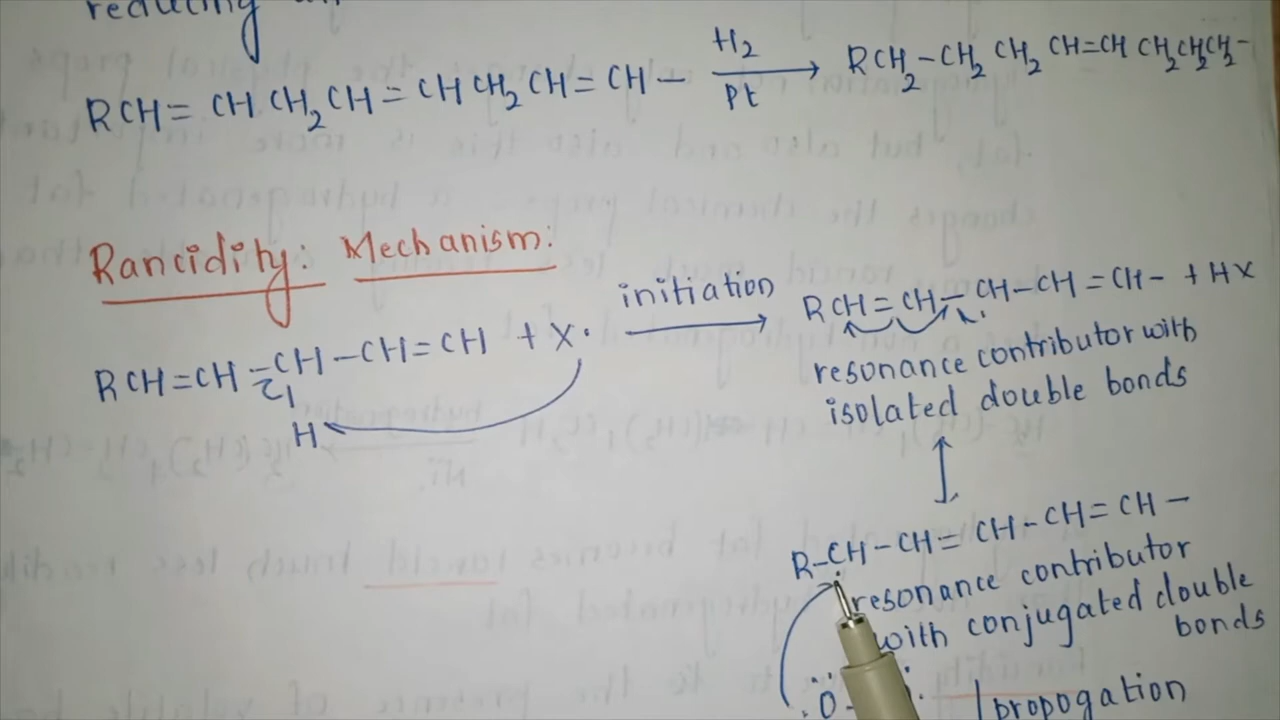 reducing
RCH = CH CH2 CH = CH CH2 CH = CH — H2 Pt → RCH2-CH2 CH2 CH=CH CH2CH2CH2-
Rancidity: Mechanism:
RCH=CH-CH-CH=CH + X· initiation → RCH=CH-CH-CH=CH- + HX
H
resonance contributor with
isolated double bonds
R-CH-CH=CH-CH=CH-
resonance contributor
with conjugated double
bonds
propogation